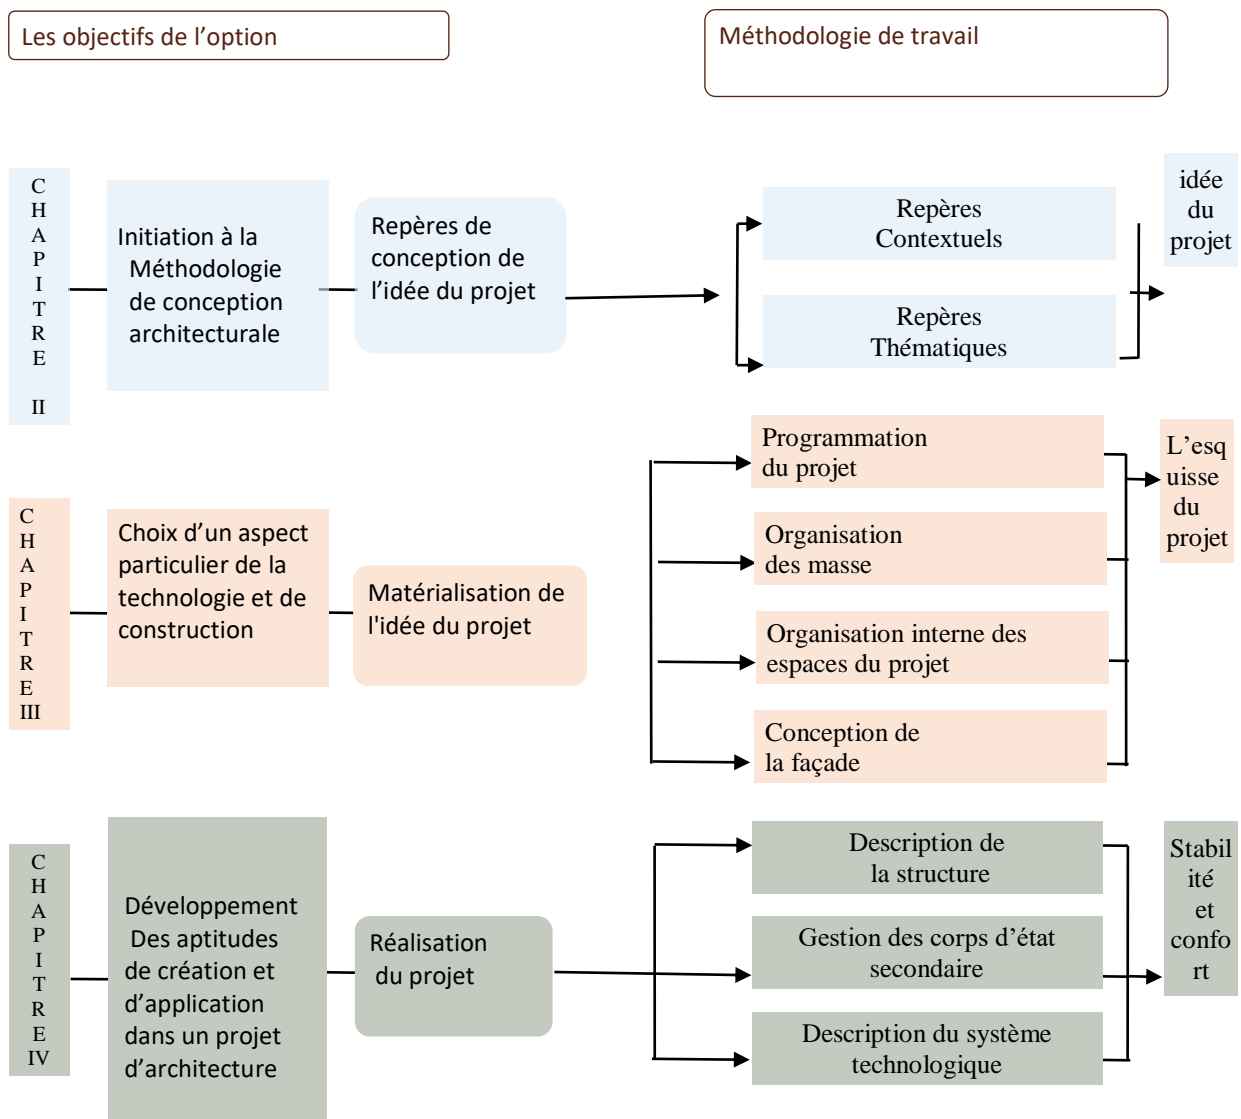 Les objectifs de l’option
Méthodologie de travail
C
H
A
P
I
T
R
E
II
Initiation à la
Méthodologie
de conception
architecturale
Repères de
conception de
l’idée du projet
Repères
Contextuels
Repères
Thématiques
idée
du
projet
C
H
A
P
I
T
R
E
III
Choix d’un aspect
particulier de la
technologie et de
construction
Matérialisation de
l'idée du projet
Programmation
du projet
Organisation
des masse
Organisation interne des
espaces du projet
Conception de
la façade
L’esq
uisse
du
projet
C
H
A
P
I
T
R
E
IV
Développement
Des aptitudes
de création et
d’application
dans un projet
d’architecture
Réalisation
du projet
Description de
la structure
Gestion des corps d’état
secondaire
Description du système
technologique
Stabil
ité
et
confo
rt